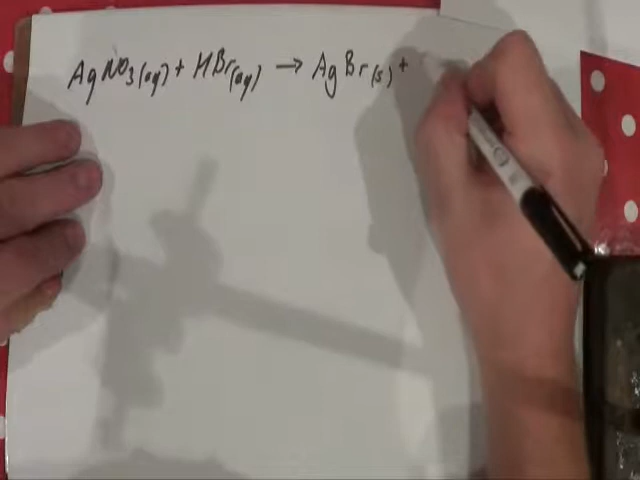 AgNO3(aq) + HBr(aq) → AgBr(s) +